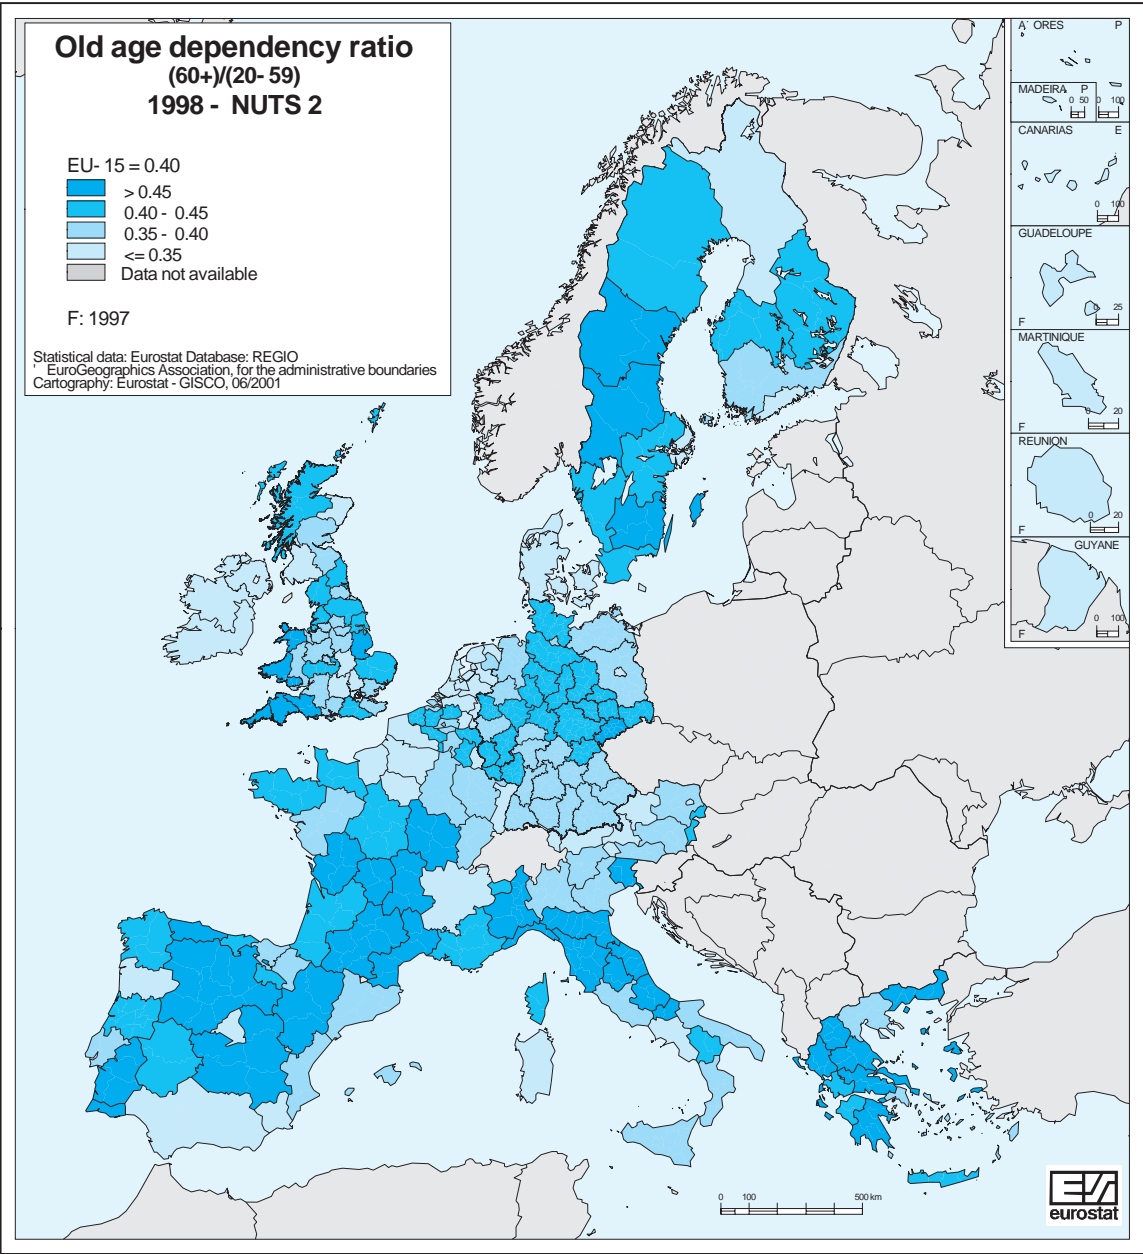 Old age dependency ratio
(60+)/(20- 59)
1998 - NUTS 2
EU- 15 = 0.40
> 0.45
0.40 - 0.45
0.35 - 0.40
<= 0.35
Data not available
F: 1997
Statistical data: Eurostat Database: REGIO
EuroGeographics Association, for the administrative boundaries
Cartography: Eurostat - GISCO, 06/2001
A ORES P
MADEIRA P
0 50 0 100
CANARIAS E
0 100
GUADELOUPE
0 25
F
MARTINIQUE
0 20
F
REUNION
0 20
F
GUYANE
0 100
F
0 100 500 km
eurostat